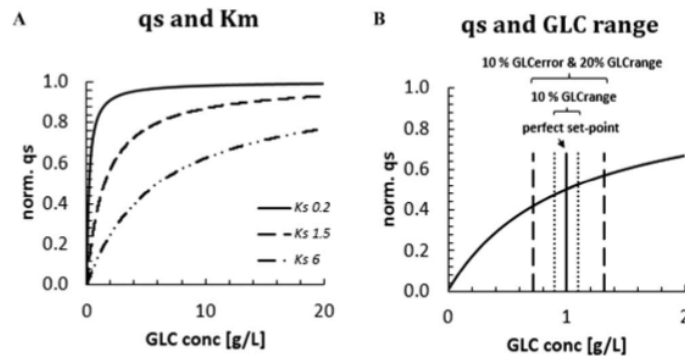 A
qs and Km
norm. qs
1.0
0.8
0.6
0.4
0.2
0.0
Ks 0.2
Ks 1.5
Ks 6
0
10
20
GLC conc [g/L]
B
qs and GLC range
10 % GLCerror & 20% GLCrange
10 % GLCrange
perfect set-point
norm. qs
1.0
0.8
0.6
0.4
0.2
0.0
0
1
2
GLC conc [g/L]